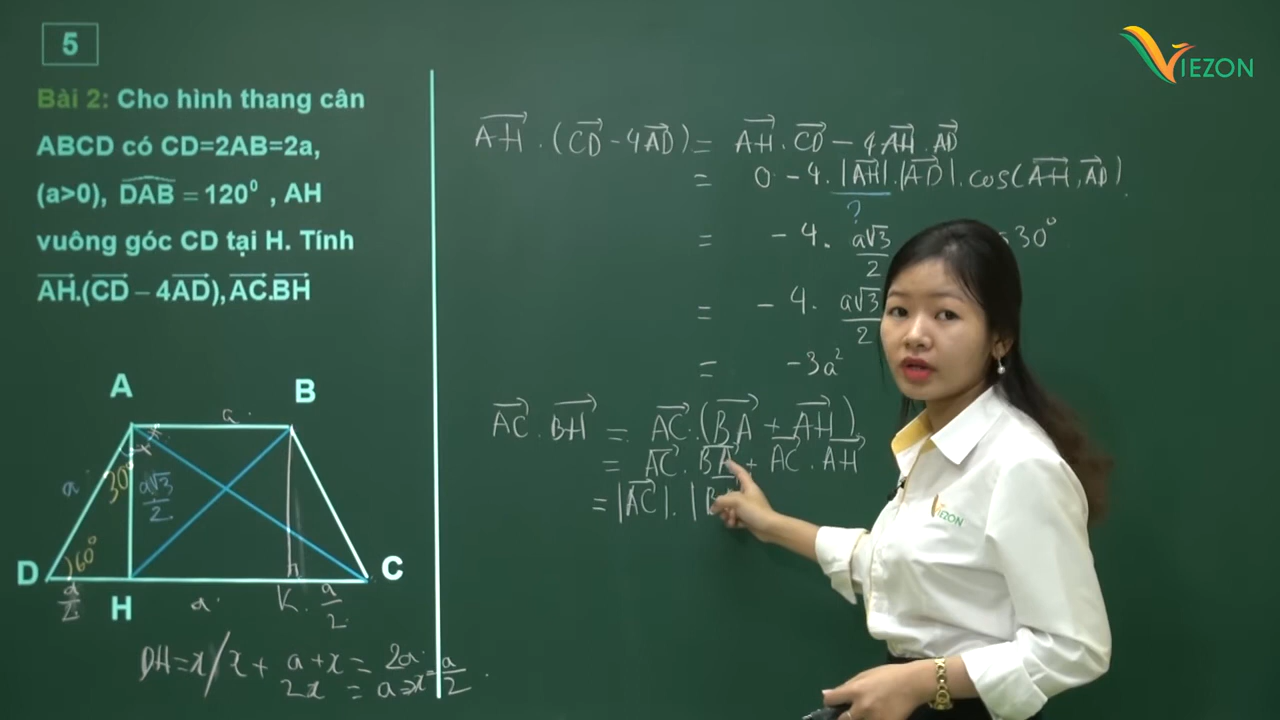 5
VIEZON
Bài 2: Cho hình thang cân
ABCD có CD=2AB=2a,
(a>0), DAB = 120⁰ , AH
vuông góc CD tại H. Tính
AH.(CD – 4AD),AC.BH
AH . (CD - 4AD) = AH . CD - 4AH . AD
= 0 - 4. |AH| . |AD| . cos(AH, AD)
?
= - 4. a√3/2 s30°
= - 4. a√3/2
= -3a²
AC . BH = AC . (BA + AH)
= AC . BA + AC . AH
= |AC| . |B
VIEZON
A
B
a
a
30°
a√3/2
60°
D
C
a/2
H
a
K
a/2
DH = x / x + a + x = 2a
2x = a => x = a/2